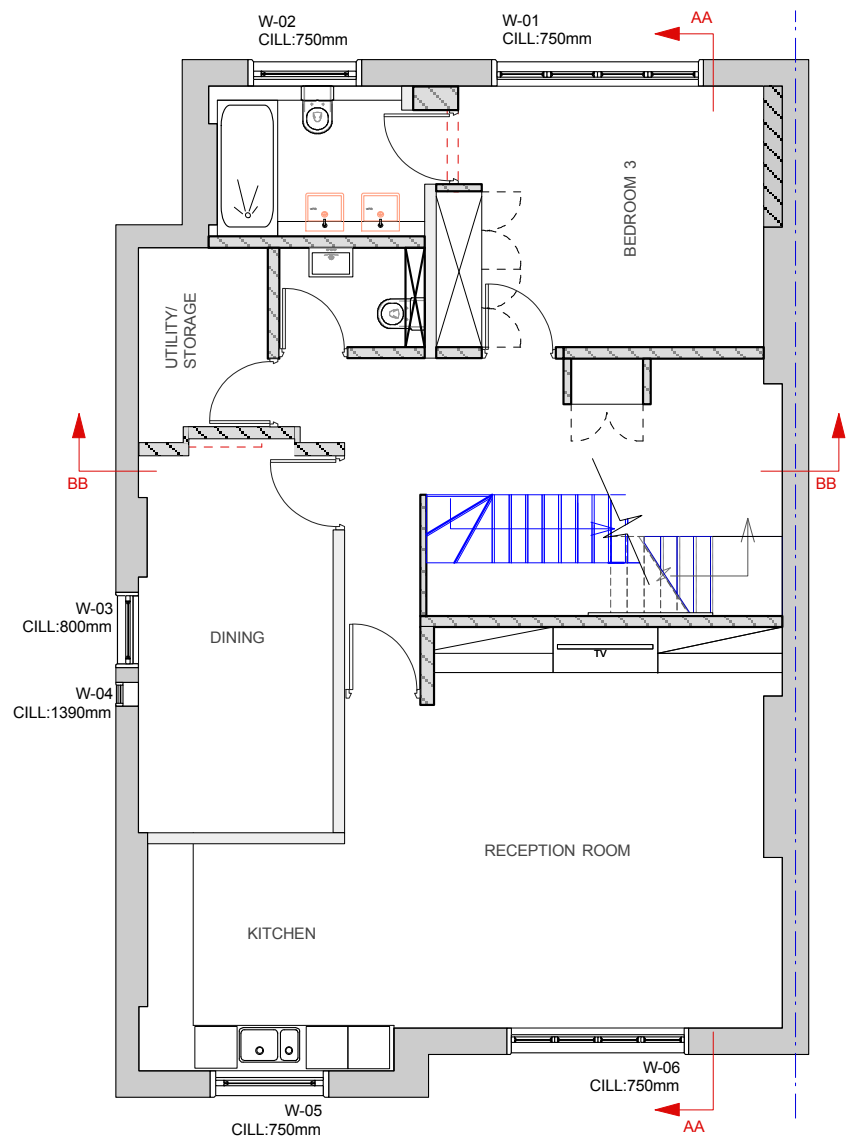 W-02
CILL:750mm
W-01
CILL:750mm
AA
BEDROOM 3
UTILITY/
STORAGE
BB
BB
W-03
CILL:800mm
DINING
TV
W-04
CILL:1390mm
RECEPTION ROOM
KITCHEN
W-06
CILL:750mm
W-05
CILL:750mm
AA